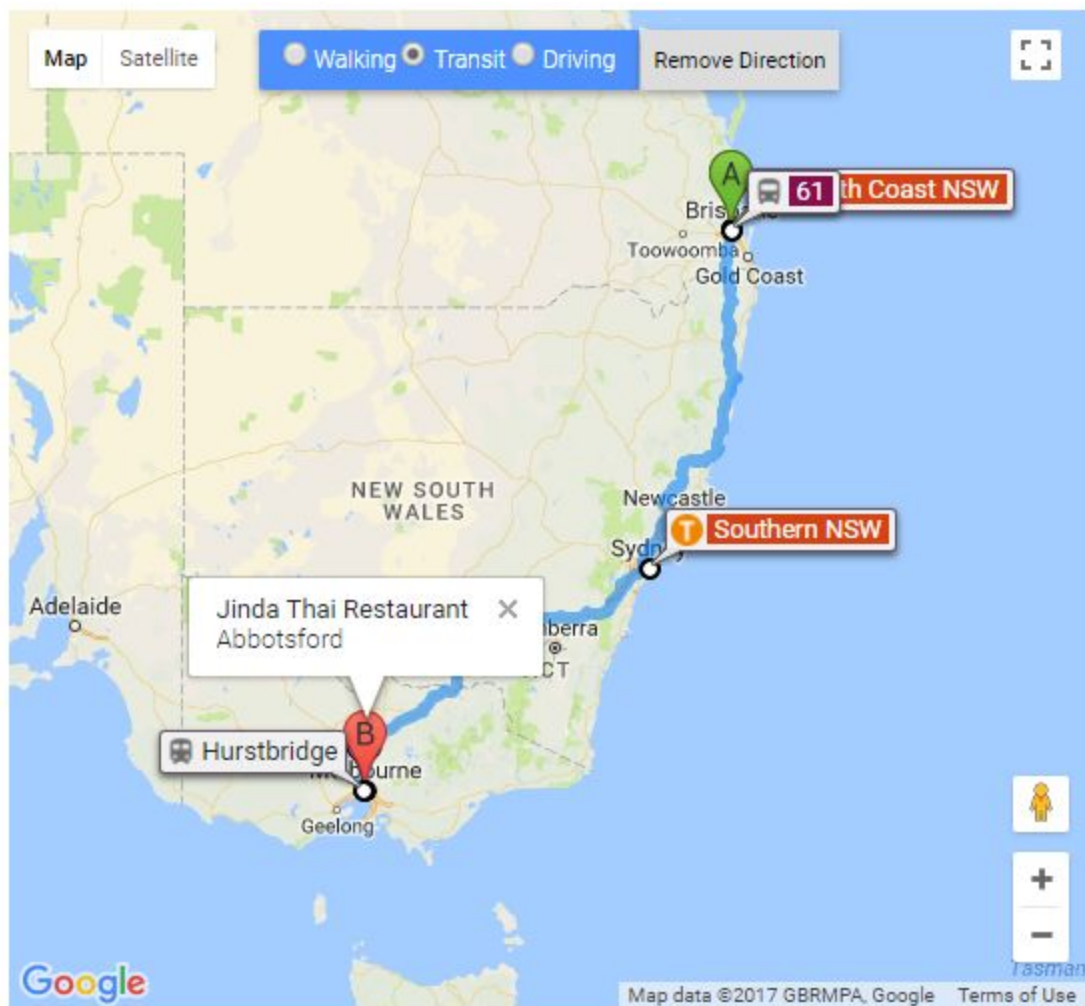 Map Satellite
Walking Transit Driving Remove Direction
A
61 th Coast NSW
Toowoomba
Gold Coast
NEW SOUTH
WALES
Newcastle
T Southern NSW
Adelaide
Jinda Thai Restaurant
Abbotsford
B
Hurstbridge
Geelong
+
−
Google
Map data ©2017 GBRMPA, Google Terms of Use